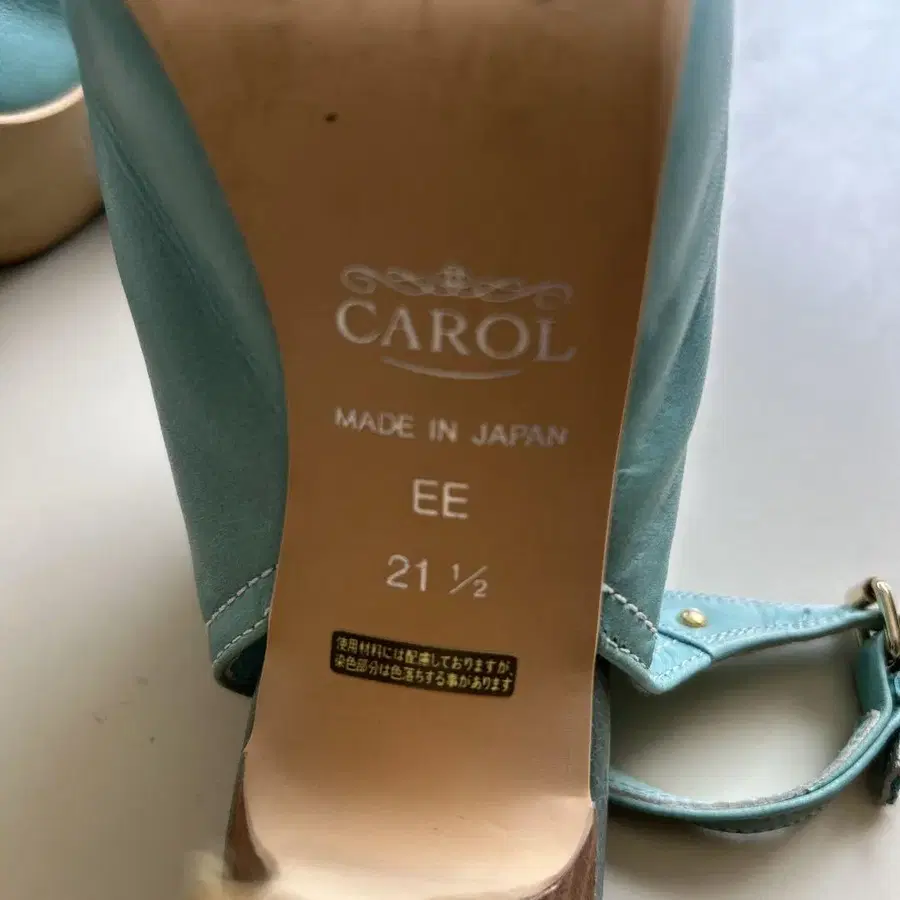 CAROL
MADE IN JAPAN
EE
21 ½
使用材料には配慮しておりますが
染色部分は色落ちする事があります